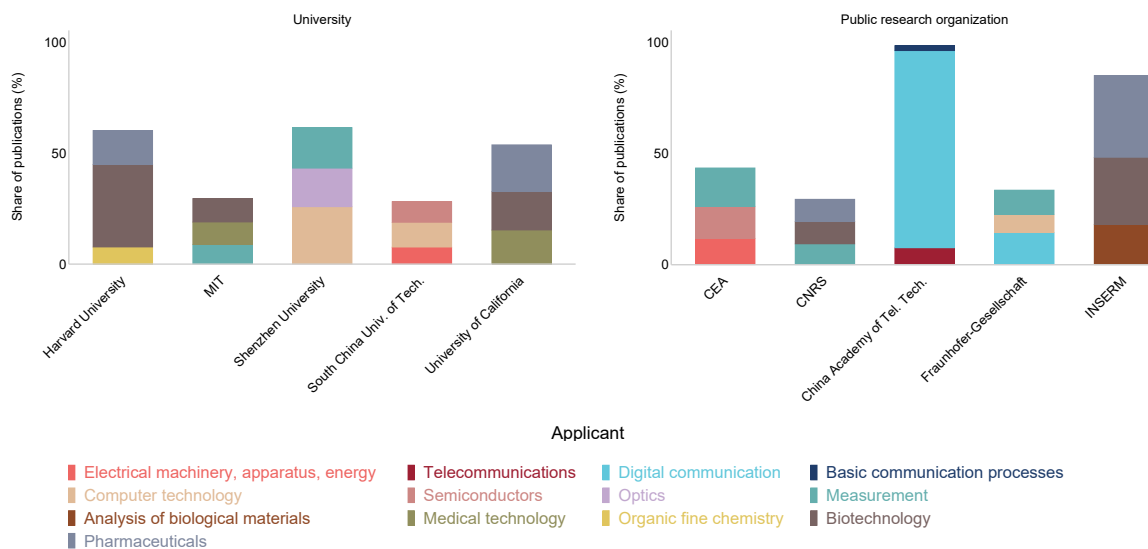 University
Public research organization
Share of publications (%)
100
50
0
Harvard University
MIT
Shenzhen University
South China Univ. of Tech.
University of California
Share of publications (%)
100
50
0
CEA
CNRS
China Academy of Tel. Tech.
Fraunhofer-Gesellschaft
INSERM
Applicant
Electrical machinery, apparatus, energy
Telecommunications
Digital communication
Basic communication processes
Computer technology
Semiconductors
Optics
Measurement
Analysis of biological materials
Medical technology
Organic fine chemistry
Biotechnology
Pharmaceuticals